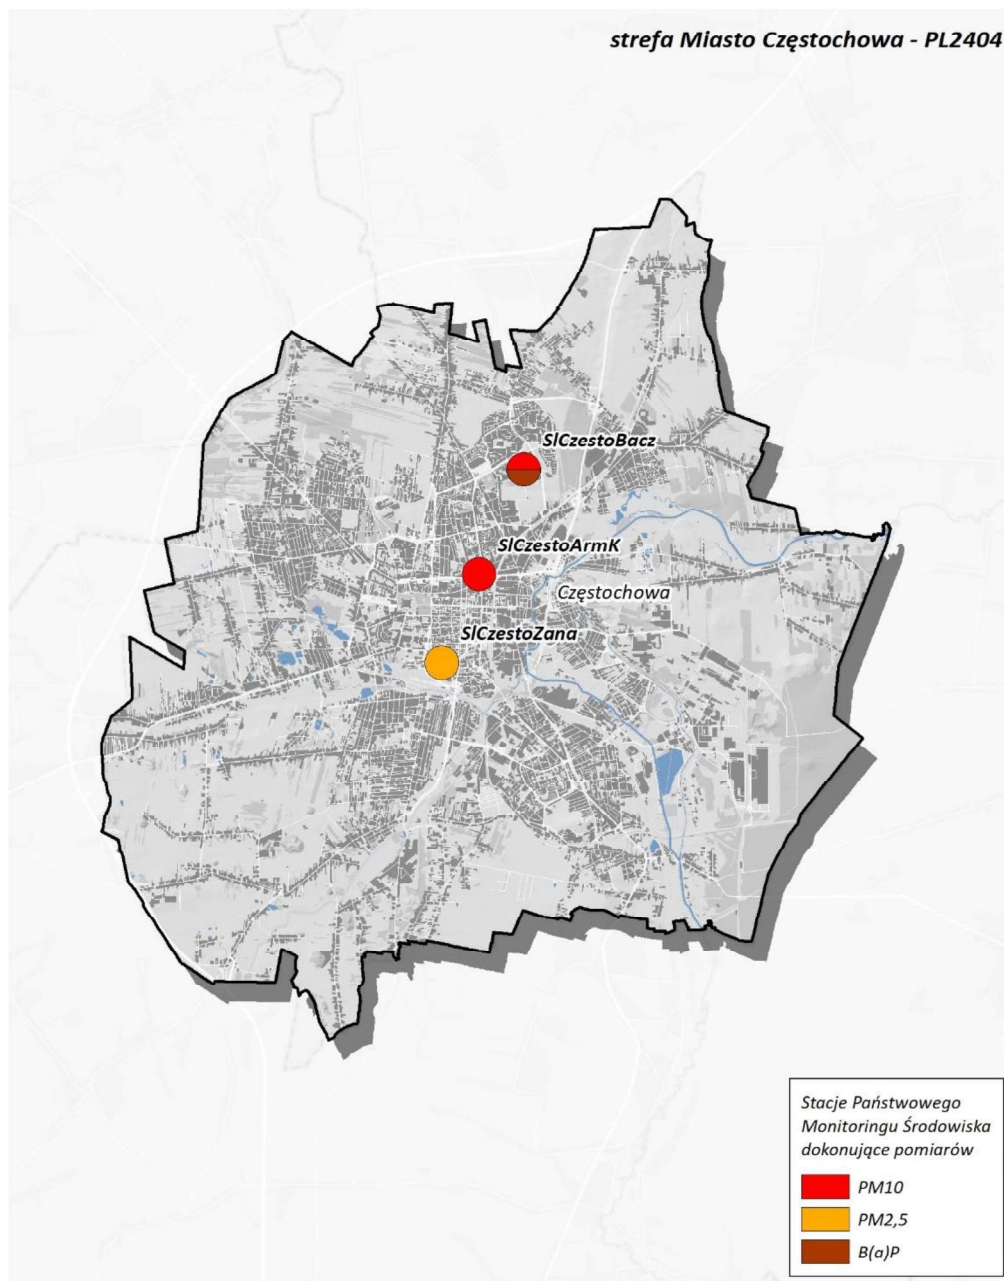 strefa Miasto Częstochowa - PL2404
SlCzestoBacz
SlCzestoArmK
Częstochowa
SlCzestoZana
Stacje Państwowego
Monitoringu Środowiska
dokonujące pomiarów
PM10
PM2,5
B(a)P